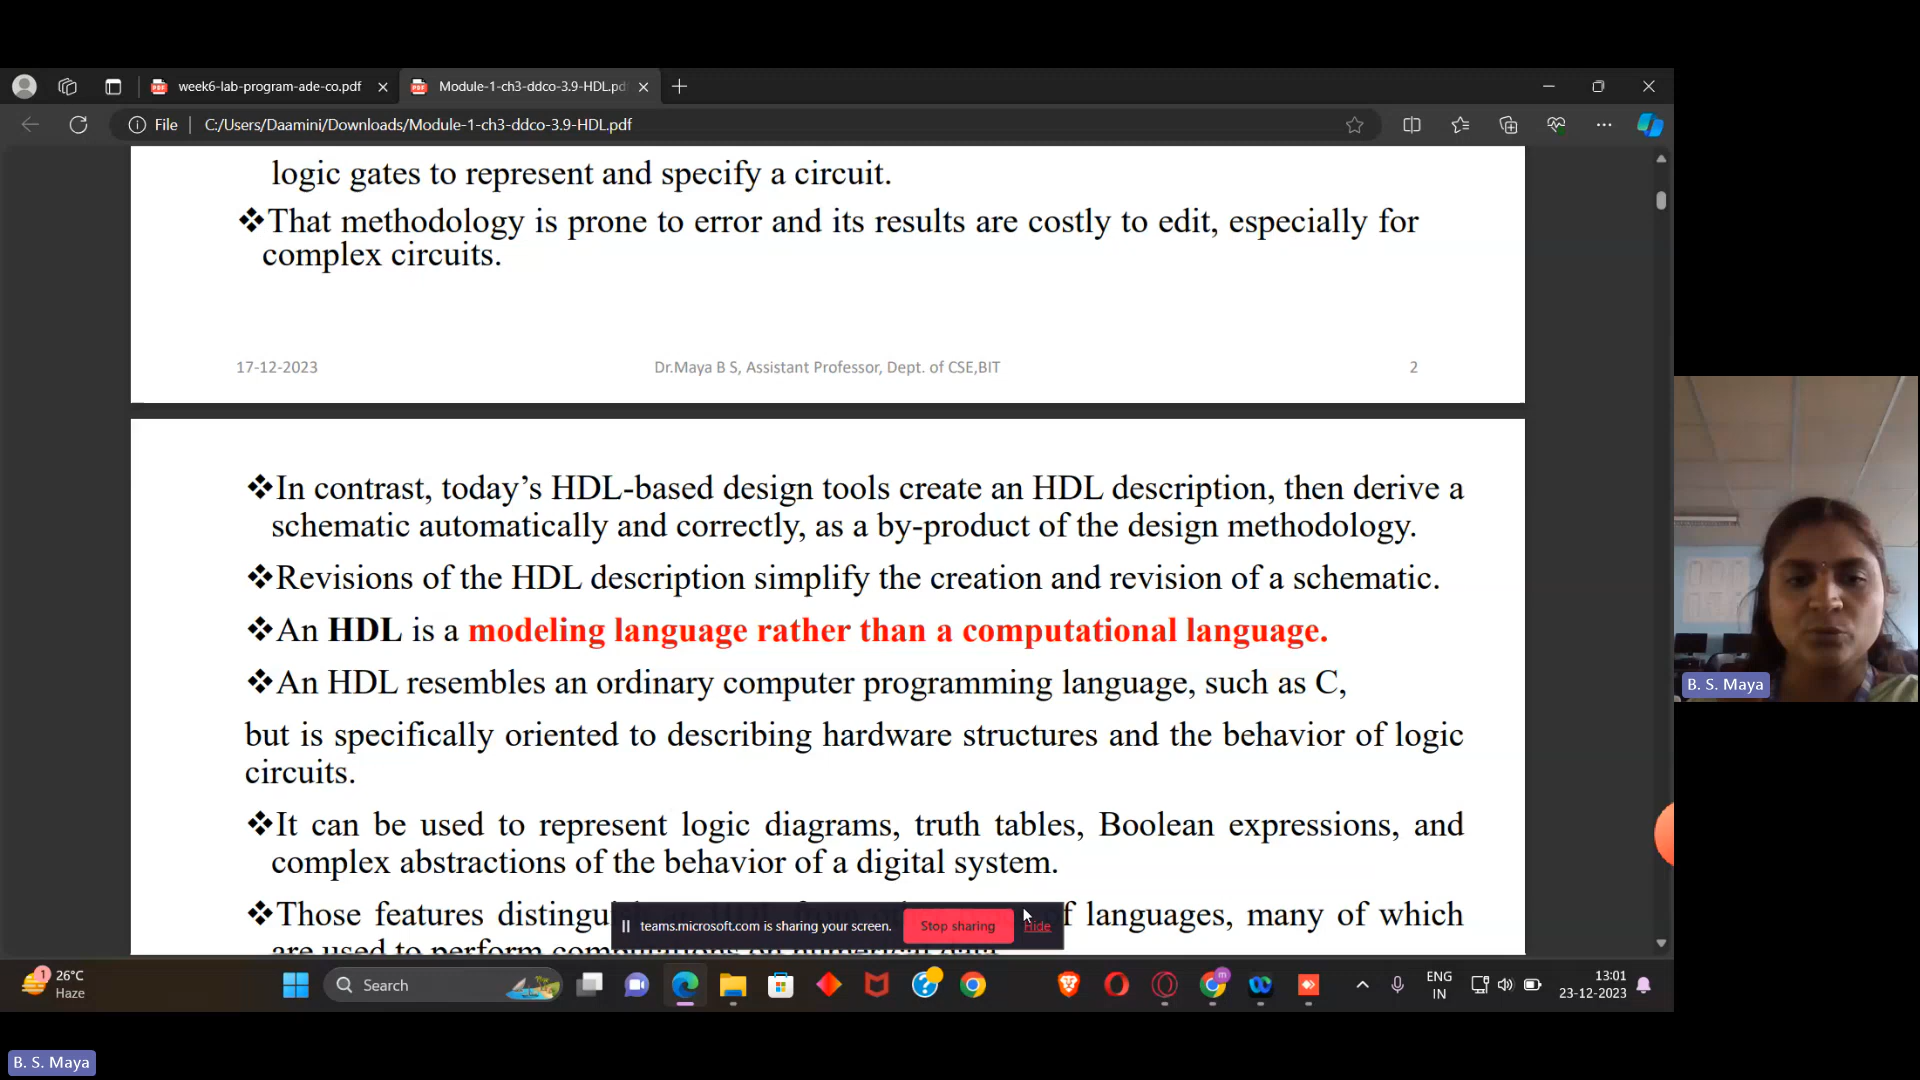 week6-lab-program-ade-co.pdf
Module-1-ch3-ddco-3.9-HDL.pd
File
C:/Users/Daamini/Downloads/Module-1-ch3-ddco-3.9-HDL.pdf
logic gates to represent and specify a circuit.
❖That methodology is prone to error and its results are costly to edit, especially for
complex circuits.
17-12-2023
Dr.Maya B S, Assistant Professor, Dept. of CSE,BIT
2
❖In contrast, today’s HDL-based design tools create an HDL description, then derive a
schematic automatically and correctly, as a by-product of the design methodology.
❖Revisions of the HDL description simplify the creation and revision of a schematic.
❖An HDL is a modeling language rather than a computational language.
❖An HDL resembles an ordinary computer programming language, such as C,
but is specifically oriented to describing hardware structures and the behavior of logic
circuits.
❖It can be used to represent logic diagrams, truth tables, Boolean expressions, and
complex abstractions of the behavior of a digital system.
❖Those features of languages, many of which
are used to perform
teams.microsoft.com is sharing your screen.
Stop sharing
Hide
B. S. Maya
1
26°C
Haze
Search
m
ENG
IN
13:01
23-12-2023
B. S. Maya